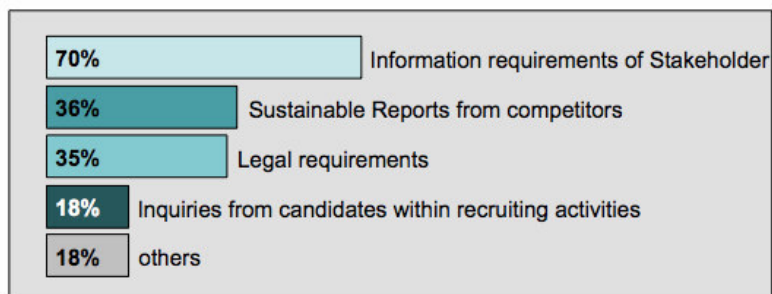 70% Information requirements of Stakeholder
36% Sustainable Reports from competitors
35% Legal requirements
18% Inquiries from candidates within recruiting activities
18% others